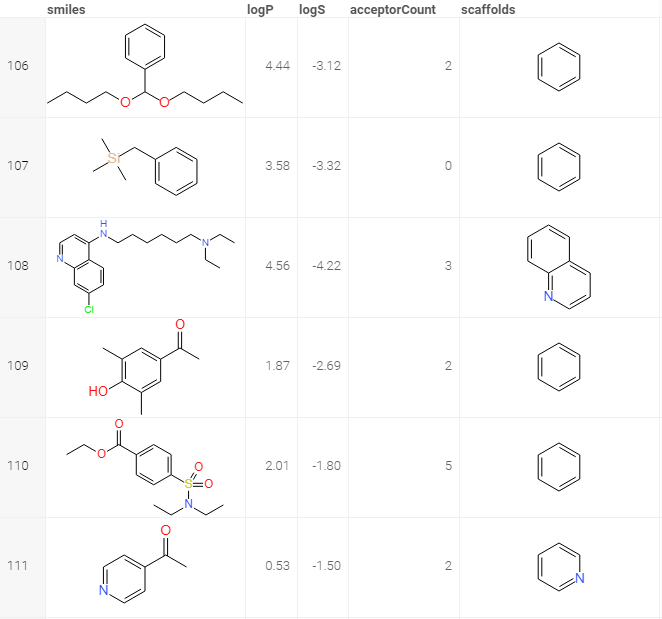 smiles logP logS acceptorCount scaffolds
106 O O 4.44 -3.12 2
107 Si 3.58 -3.32 0
108 H N N N Cl 4.56 -4.22 3 N
109 O HO 1.87 -2.69 2
110 O O O S O N 2.01 -1.80 5
111 O N 0.53 -1.50 2 N